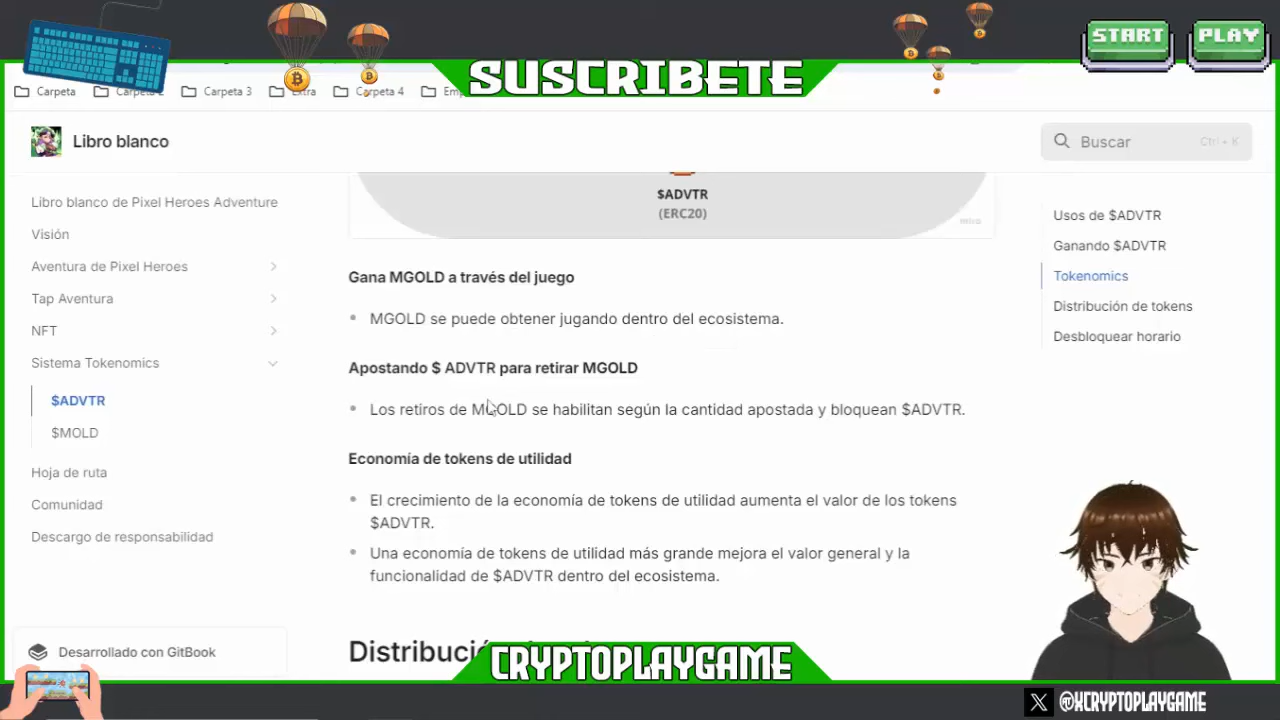 START
PLAY
SUSCRIBETE
Carpeta
Carpeta 2
Carpeta 3
Extra
Carpeta 4
Libro blanco
Buscar
Ctrl + K
Libro blanco de Pixel Heroes Adventure
Visión
Aventura de Pixel Heroes
Tap Aventura
NFT
Sistema Tokenomics
$ADVTR
$MOLD
Hoja de ruta
Comunidad
Descargo de responsabilidad
Desarrollado con GitBook
$ADVTR
(ERC20)
miro
Gana MGOLD a través del juego
MGOLD se puede obtener jugando dentro del ecosistema.
Apostando $ ADVTR para retirar MGOLD
Los retiros de MGOLD se habilitan según la cantidad apostada y bloquean $ADVTR.
Economía de tokens de utilidad
El crecimiento de la economía de tokens de utilidad aumenta el valor de los tokens
$ADVTR.
Una economía de tokens de utilidad más grande mejora el valor general y la
funcionalidad de $ADVTR dentro del ecosistema.
Usos de $ADVTR
Ganando $ADVTR
Tokenomics
Distribución de tokens
Desbloquear horario
CRYPTOPLAYGAME
X @XCRYPTOPLAYGAME